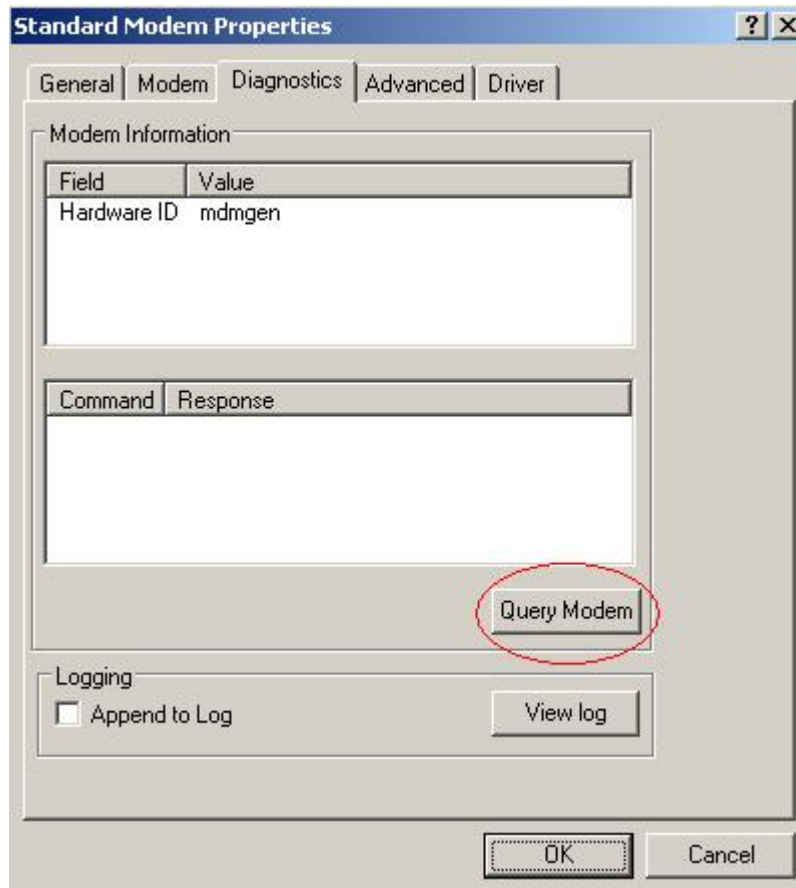 Standard Modem Properties
General Modem Diagnostics Advanced Driver
Modem Information
Field Value
Hardware ID mdmgen
Command Response
Query Modem
Logging
Append to Log View log
OK Cancel